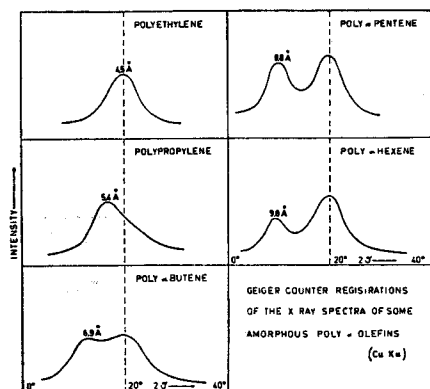 POLYETHYLENE
4.5 Å
POLY α PENTENE
8.8 Å
POLYPROPYLENE
5.4 Å
POLY α HEXENE
9.8 Å
0° 20° 2ϑ 40°
POLY α BUTENE
6.9 Å
0° 20° 2ϑ 40°
INTENSITY
GEIGER COUNTER REGISTRATIONS
OF THE X RAY SPECTRA OF SOME
AMORPHOUS POLY α OLEFINS
(Cu Kα)